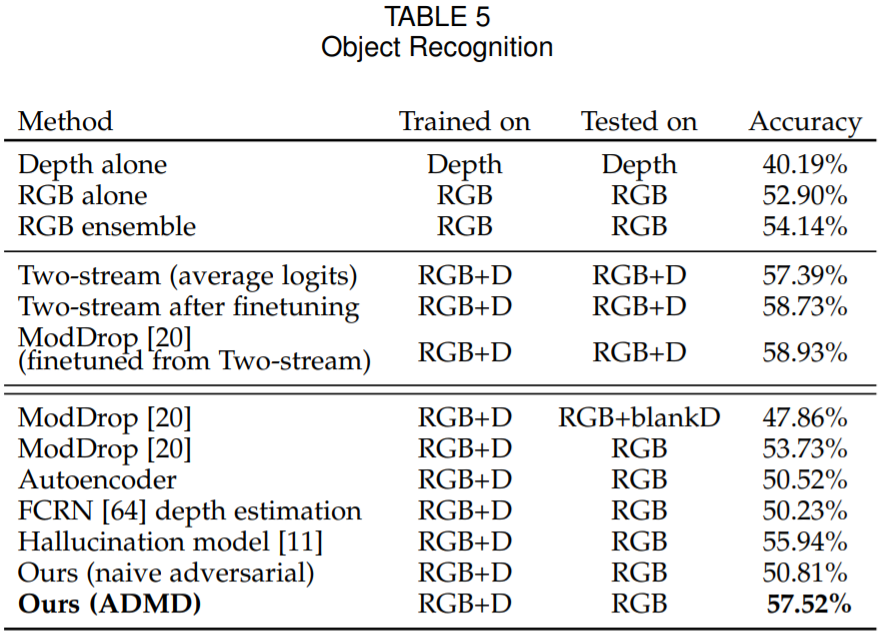 TABLE 5
Object Recognition
Method Trained on Tested on Accuracy
Depth alone Depth Depth 40.19%
RGB alone RGB RGB 52.90%
RGB ensemble RGB RGB 54.14%
Two-stream (average logits) RGB+D RGB+D 57.39%
Two-stream after finetuning RGB+D RGB+D 58.73%
ModDrop [20]
(finetuned from Two-stream) RGB+D RGB+D 58.93%
ModDrop [20] RGB+D RGB+blankD 47.86%
ModDrop [20] RGB+D RGB 53.73%
Autoencoder RGB+D RGB 50.52%
FCRN [64] depth estimation RGB+D RGB 50.23%
Hallucination model [11] RGB+D RGB 55.94%
Ours (naive adversarial) RGB+D RGB 50.81%
Ours (ADMD) RGB+D RGB 57.52%